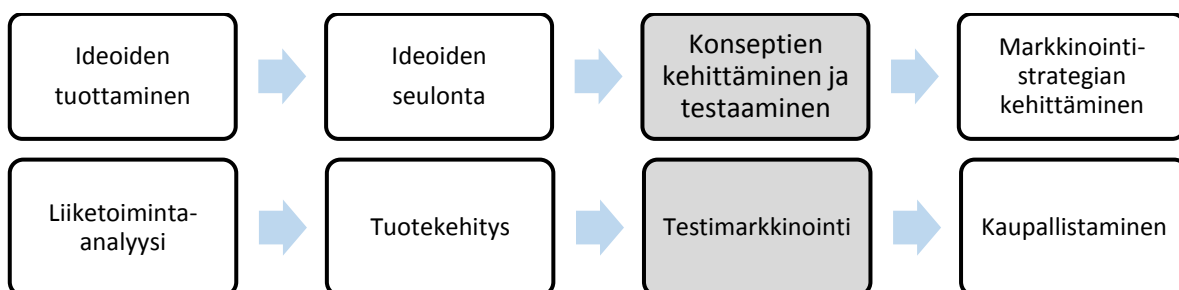 Ideoiden
tuottaminen
Ideoiden
seulonta
Konseptien
kehittäminen ja
testaaminen
Markkinointi-
strategian
kehittäminen
Liiketoiminta-
analyysi
Tuotekehitys
Testimarkkinointi
Kaupallistaminen